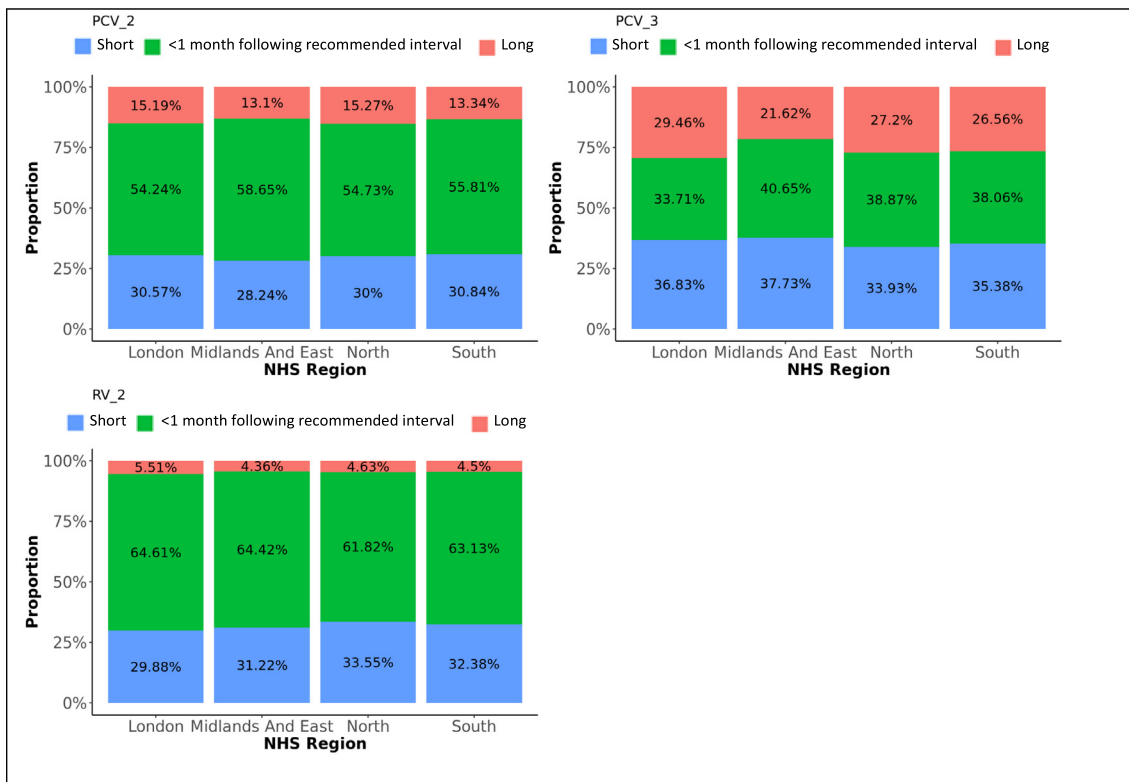 PCV_2
Short <1 month following recommended interval Long
100%
75%
50%
25%
0%
Proportion
15.19% 13.1% 15.27% 13.34%
54.24% 58.65% 54.73% 55.81%
30.57% 28.24% 30% 30.84%
London Midlands And East North South
NHS Region
PCV_3
Short <1 month following recommended interval Long
100%
75%
50%
25%
0%
Proportion
29.46% 21.62% 27.2% 26.56%
33.71% 40.65% 38.87% 38.06%
36.83% 37.73% 33.93% 35.38%
London Midlands And East North South
NHS Region
RV_2
Short <1 month following recommended interval Long
100%
75%
50%
25%
0%
Proportion
5.51% 4.36% 4.63% 4.5%
64.61% 64.42% 61.82% 63.13%
29.88% 31.22% 33.55% 32.38%
London Midlands And East North South
NHS Region